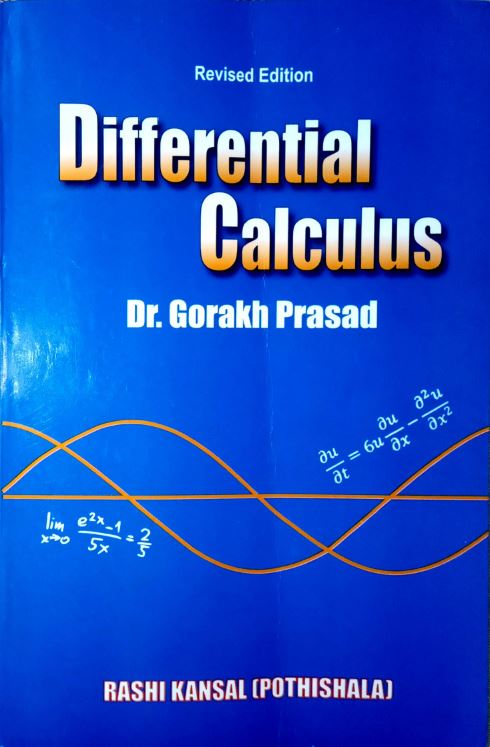 Revised Edition
Differential
Calculus
Dr. Gorakh Prasad
∂u/∂t = 6u ∂u/∂x − ∂²u/∂x²
lim x→0 (e^2x − 1)/5x = 2/5
RASHI KANSAL (POTHISHALA)